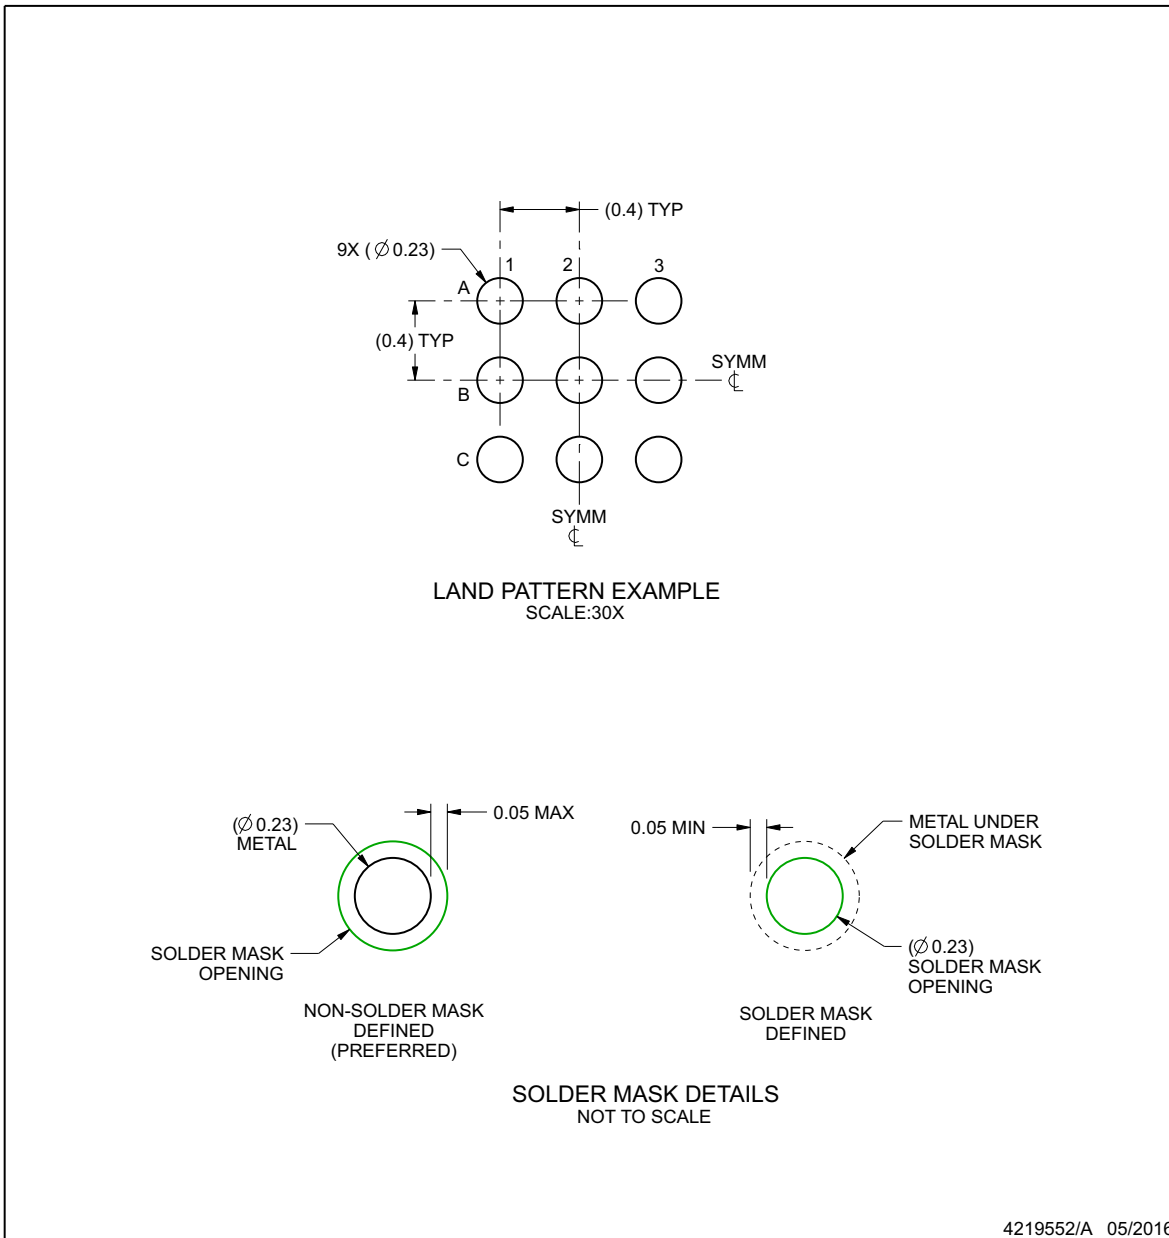 (0.4) TYP
9X ( ∅ 0.23)
1
2
3
A
(0.4) TYP
SYMM
℄
B
C
SYMM
℄
LAND PATTERN EXAMPLE
SCALE:30X
(∅ 0.23)
METAL
0.05 MAX
0.05 MIN
METAL UNDER
SOLDER MASK
SOLDER MASK
OPENING
(∅ 0.23)
SOLDER MASK
OPENING
NON-SOLDER MASK
DEFINED
(PREFERRED)
SOLDER MASK
DEFINED
SOLDER MASK DETAILS
NOT TO SCALE
4219552/A 05/2016